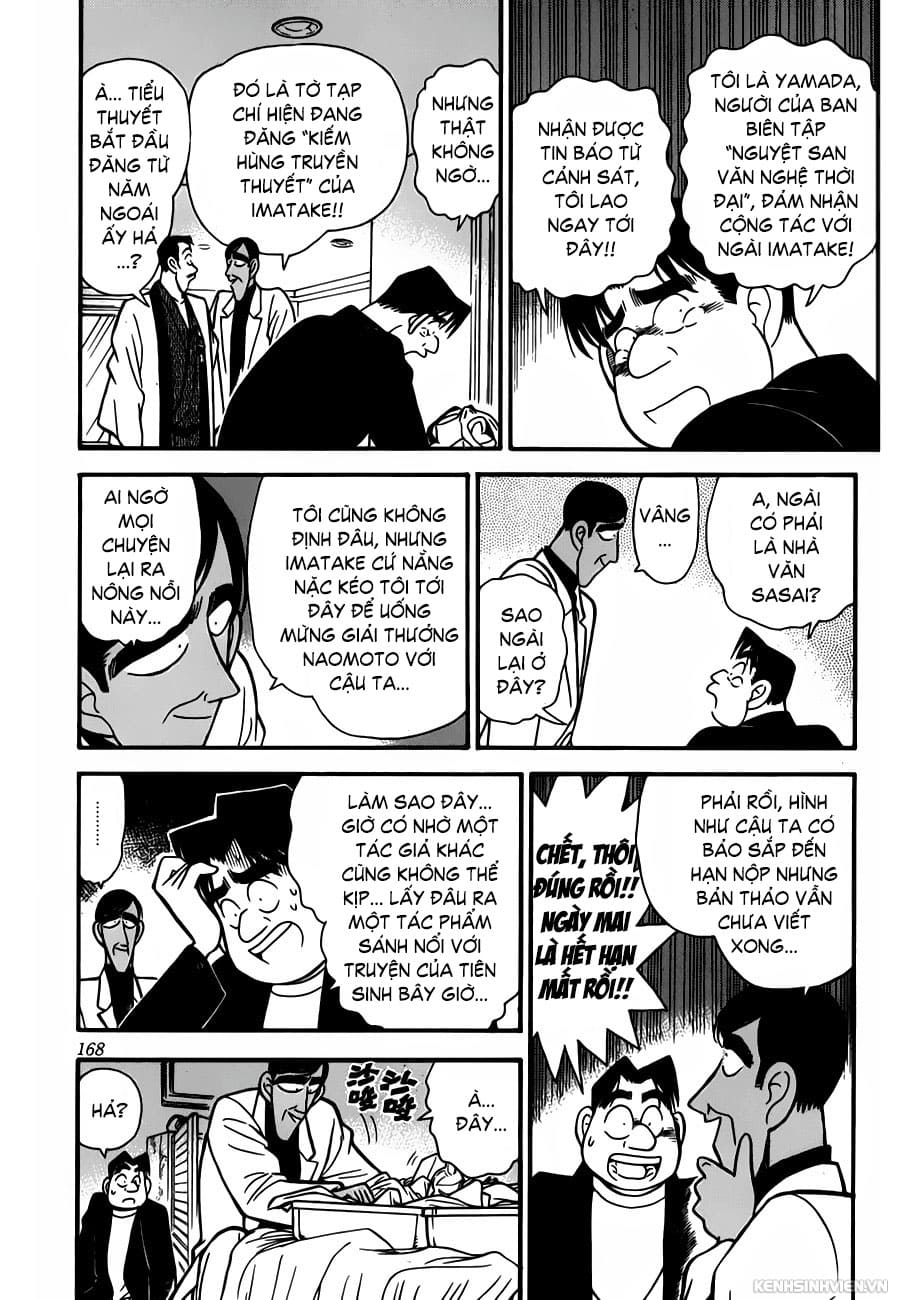 TÔI LÀ YAMADA,
NGƯỜI CỦA BAN
BIÊN TẬP
“NGUYỆT SAN
VĂN NGHỆ THỜI
ĐẠI”, ĐẢM NHẬN
CỘNG TÁC VỚI
NGÀI IMATAKE!
NHẬN ĐƯỢC
TIN BÁO TỪ
CẢNH SÁT,
TÔI LAO
NGAY TỚI
ĐÂY!!
NHƯNG
THẬT
KHÔNG
NGỜ...
ĐÓ LÀ TỜ TẠP
CHÍ HIỆN ĐANG
ĐĂNG “KIẾM
HÙNG TRUYỀN
THUYẾT” CỦA
IMATAKE!!
À... TIỂU
THUYẾT
BẮT ĐẦU
ĐĂNG TỪ
NĂM
NGOÁI
ẤY HẢ
...?
A, NGÀI
CÓ PHẢI
LÀ NHÀ
VĂN
SASAI?
VÂNG
...
SAO
NGÀI
LẠI Ở
ĐÂY?
TÔI CŨNG KHÔNG
ĐỊNH ĐÂU, NHƯNG
IMATAKE CỨ NẰNG
NẶC KÉO TÔI TỚI
ĐÂY ĐỂ UỐNG
MỪNG GIẢI THƯỞNG
NAOMOTO VỚI
CẬU TA...
AI NGỜ
MỌI
CHUYỆN
LẠI RA
NÔNG NỖI
NÀY...
PHẢI RỒI, HÌNH
NHƯ CẬU TA CÓ
BẢO SẮP ĐẾN
HẠN NỘP NHƯNG
BẢN THẢO VẪN
CHƯA VIẾT
XONG...
CHẾT, THÔI
ĐÚNG RỒI!!
NGÀY MAI
LÀ HẾT HẠN
MẤT RỒI!!
LÀM SAO ĐÂY...
GIỜ CÓ NHỜ MỘT
TÁC GIẢ KHÁC
CŨNG KHÔNG THỂ
KỊP... LẤY ĐÂU RA
MỘT TÁC PHẨM
SÁNH NỔI VỚI
TRUYỆN CỦA TIÊN
SINH BÂY GIỜ...
.........
168
À...
ĐÂY...
HẢ?
KENHSINHVIEN.VN